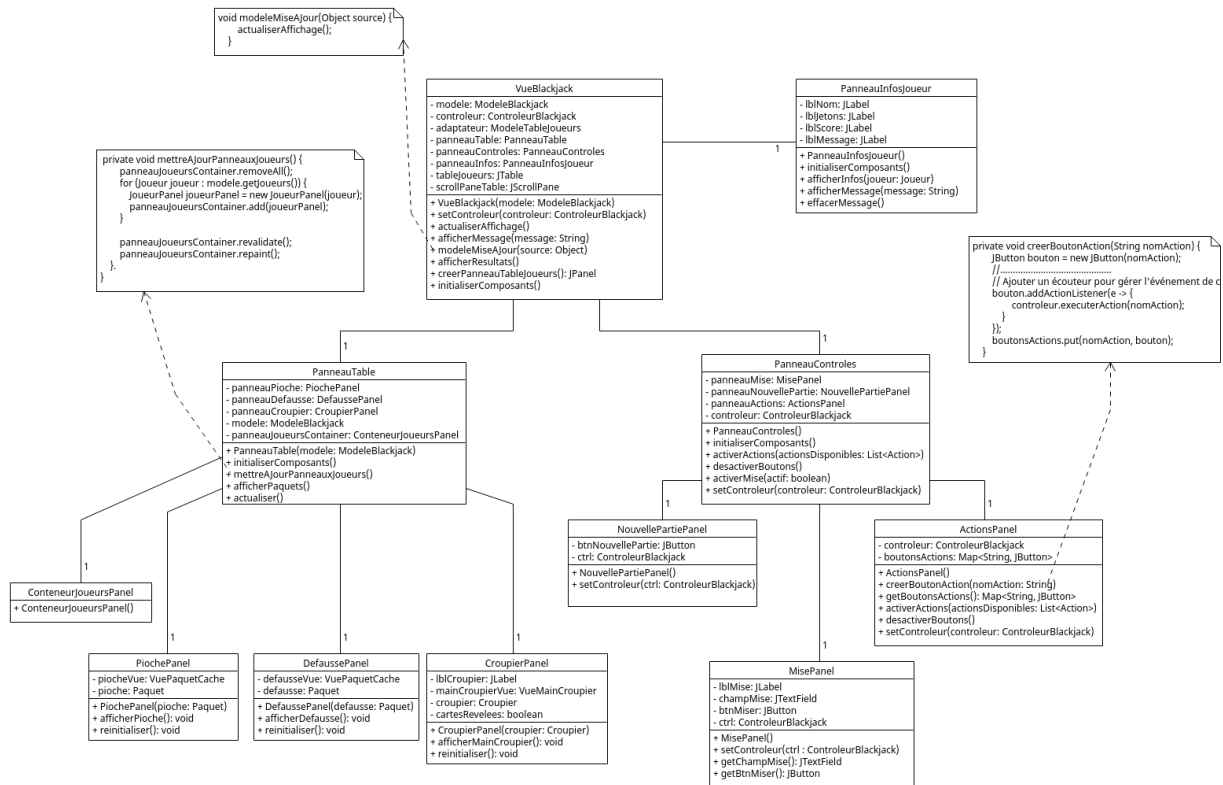 void modeleMiseAJour(Object source) {
actualiserAffichage();
}
VueBlackjack
- modele: ModeleBlackjack
- controleur: ControleurBlackjack
- adaptateur: ModeleTableJoueurs
- panneauTable: PanneauTable
- panneauControles: PanneauControles
- panneauInfos: PanneauInfosJoueur
- tableJoueurs: JTable
- scrollPaneTable: JScrollPane
+ VueBlackjack(modele: ModeleBlackjack)
+ setControleur(controleur: ControleurBlackjack)
+ actualiserAffichage()
+ afficherMessage(message: String)
+ modeleMiseAJour(source: Object)
+ afficherResultats()
+ creerPanneauTableJoueurs(): JPanel
+ initialiserComposants()
PanneauInfosJoueur
- lblNom: JLabel
- lblJetons: JLabel
- lblScore: JLabel
- lblMessage: JLabel
+ PanneauInfosJoueur()
+ initialiserComposants()
+ afficherInfos(joueur: Joueur)
+ afficherMessage(message: String)
+ effacerMessage()
1
private void mettreAJourPanneauxJoueurs() {
panneauJoueursContainer.removeAll();
for (Joueur joueur : modele.getJoueurs()) {
JoueurPanel joueurPanel = new JoueurPanel(joueur);
panneauJoueursContainer.add(joueurPanel);
}
panneauJoueursContainer.revalidate();
panneauJoueursContainer.repaint();
}.
}
private void creerBoutonAction(String nomAction) {
JButton bouton = new JButton(nomAction);
//............................................
// Ajouter un écouteur pour gérer l'événement de c
bouton.addActionListener(e -> {
controleur.executerAction(nomAction);
}
});
boutonsActions.put(nomAction, bouton);
}
1
1
PanneauTable
- panneauPioche: PiochePanel
- panneauDefausse: DefaussePanel
- panneauCroupier: CroupierPanel
- modele: ModeleBlackjack
- panneauJoueursContainer: ConteneurJoueursPanel
+ PanneauTable(modele: ModeleBlackjack)
+ initialiserComposants()
+ mettreAJourPanneauxJoueurs()
+ afficherPaquets()
+ actualiser()
PanneauControles
- panneauMise: MisePanel
- panneauNouvellePartie: NouvellePartiePanel
- panneauActions: ActionsPanel
- controleur: ControleurBlackjack
+ PanneauControles()
+ initialiserComposants()
+ activerActions(actionsDisponibles: List<Action>)
+ desactiverBoutons()
+ activerMise(actif: boolean)
+ setControleur(controleur: ControleurBlackjack)
1
1
NouvellePartiePanel
- btnNouvellePartie: JButton
- ctrl: ControleurBlackjack
+ NouvellePartiePanel()
+ setControleur(ctrl: ControleurBlackjack)
ActionsPanel
- controleur: ControleurBlackjack
- boutonsActions: Map<String, JButton>
+ ActionsPanel()
+ creerBoutonAction(nomAction: String)
+ getBoutonsActions(): Map<String, JButton>
+ activerActions(actionsDisponibles: List<Action>)
+ desactiverBoutons()
+ setControleur(controleur: ControleurBlackjack)
1
ConteneurJoueursPanel
+ ConteneurJoueursPanel()
1
1
1
1
PiochePanel
- piocheVue: VuePaquetCache
- pioche: Paquet
+ PiochePanel(pioche: Paquet)
+ afficherPioche(): void
+ reinitialiser(): void
DefaussePanel
- defausseVue: VuePaquetCache
- defausse: Paquet
+ DefaussePanel(defausse: Paquet)
+ afficherDefausse(): void
+ reinitialiser(): void
CroupierPanel
- lblCroupier: JLabel
- mainCroupierVue: VueMainCroupier
- croupier: Croupier
- cartesRevelees: boolean
+ CroupierPanel(croupier: Croupier)
+ afficherMainCroupier(): void
+ reinitialiser(): void
MisePanel
- lblMise: JLabel
- champMise: JTextField
- btnMiser: JButton
- ctrl: ControleurBlackjack
+ MisePanel()
+ setControleur(ctrl : ControleurBlackjack)
+ getChampMise(): JTextField
+ getBtnMiser(): JButton